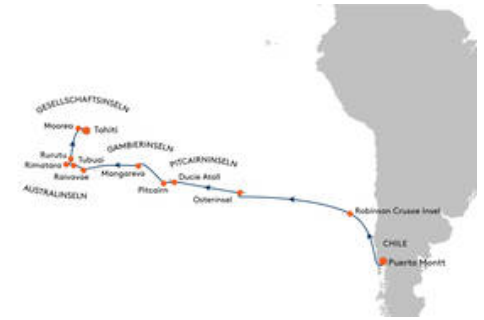 GESELLSCHAFTSINSELN
Moorea
Tahiti
GAMBIERINSELN
PITCAIRNINSELN
Rurutu
Tubuai
Rimatara
Raivavae
Mangareva
Ducie Atoll
Pitcairn
Osterinsel
AUSTRALINSELN
Robinson Crusoe Insel
CHILE
Puerto Montt